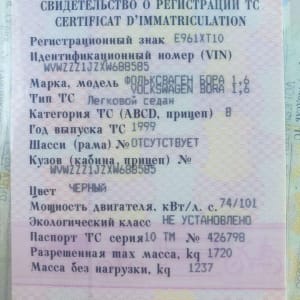 СВИДЕТЕЛЬСТВО О РЕГИСТРАЦИИ ТС
CERTIFICAT D'IMMATRICULATION
Регистрационный знак Е961ХТ10
Идентификационный номер (VIN)
WVWZZZ1JZXW688585
Марка, модель ФОЛЬКСВАГЕН БОРА 1,6
VOLKSWAGEN BORA 1,6
Тип ТС Легковой седан
Категория ТС (ABCD, прицеп) В
Год выпуска ТС 1999
Шасси (рама) № ОТСУТСТВУЕТ
Кузов (кабина, прицеп) №
WVWZZZ1JZXW688585
Цвет ЧЕРНЫЙ
Мощность двигателя, кВт/л. с. 74/101
Экологический класс НЕ УСТАНОВЛЕНО
Паспорт ТС серия 10 ТМ № 426798
Разрешенная max масса, kg 1720
Масса без нагрузки, kg 1237